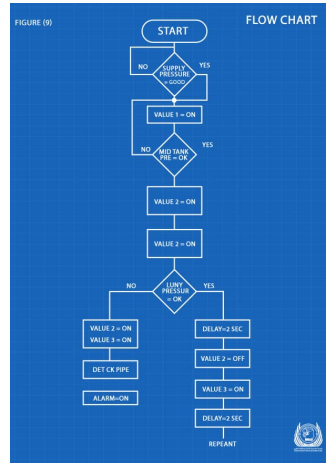 FIGURE (9)
FLOW CHART
START
SUPPLY
PRESSURE
= GOOD
NO
YES
VALUE 1 = ON
MID TANK
PRE = OK
NO
YES
VALUE 2 = ON
VALUE 2 = ON
LUNY
PRESSUR
= OK
NO
YES
VALUE 2 = ON
VALUE 3 = ON
DET CK PIPE
ALARM=ON
DELAY=2 SEC
VALUE 2 = OFF
VALUE 3 = ON
DELAY=2 SEC
REPEANT